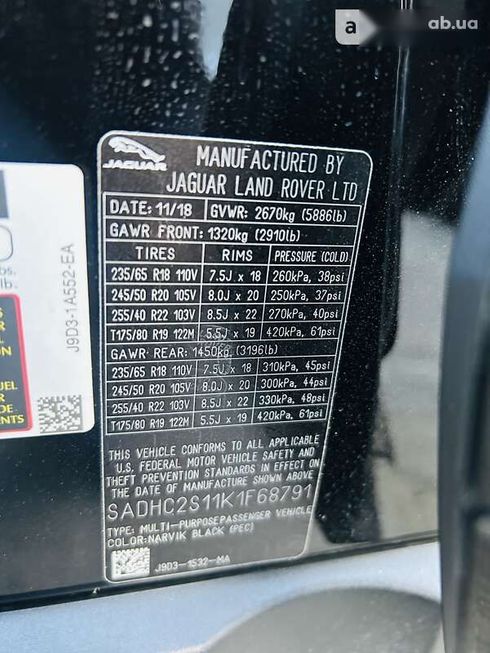 a ab.ua
JAGUAR
MANUFACTURED BY
JAGUAR LAND ROVER LTD
DATE: 11/18 GVWR: 2670kg (5886lb)
GAWR FRONT: 1320kg (2910lb)
TIRES RIMS PRESSURE (COLD)
235/65 R18 110V 7.5J x 18 260kPa, 38psi
245/50 R20 105V 8.0J x 20 250kPa, 37psi
255/40 R22 103V 8.5J x 22 270kPa, 40psi
T175/80 R19 122M 5.5J x 19 420kPa, 61psi
GAWR REAR: 1450kg (3196lb)
235/65 R18 110V 7.5J x 18 310kPa, 45psi
245/50 R20 105V 8.0J x 20 300kPa, 44psi
255/40 R22 103V 8.5J x 22 330kPa, 48psi
T175/80 R19 122M 5.5J x 19 420kPa, 61psi
THIS VEHICLE CONFORMS TO ALL APPLICABLE
U.S. FEDERAL MOTOR VEHICLE SAFETY AND
THEFT PREVENTION STANDARDS IN EFFECT ON
THE DATE OF MANUFACTURE SHOWN ABOVE.
SADHC2S11K1F68791
TYPE: MULTI-PURPOSE PASSENGER VEHICLE
COLOR: NARVIK BLACK (PEC)
J9D3-1532-MA
J9D3-1A552-EA
bs.
lb.
UEL
R
DE
ENTS